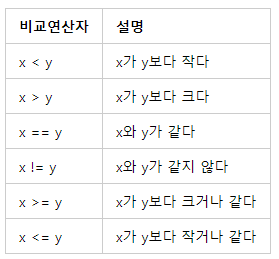 비교연산자 설명
x < y x가 y보다 작다
x > y x가 y보다 크다
x == y x와 y가 같다
x != y x와 y가 같지 않다
x >= y x가 y보다 크거나 같다
x <= y x가 y보다 작거나 같다